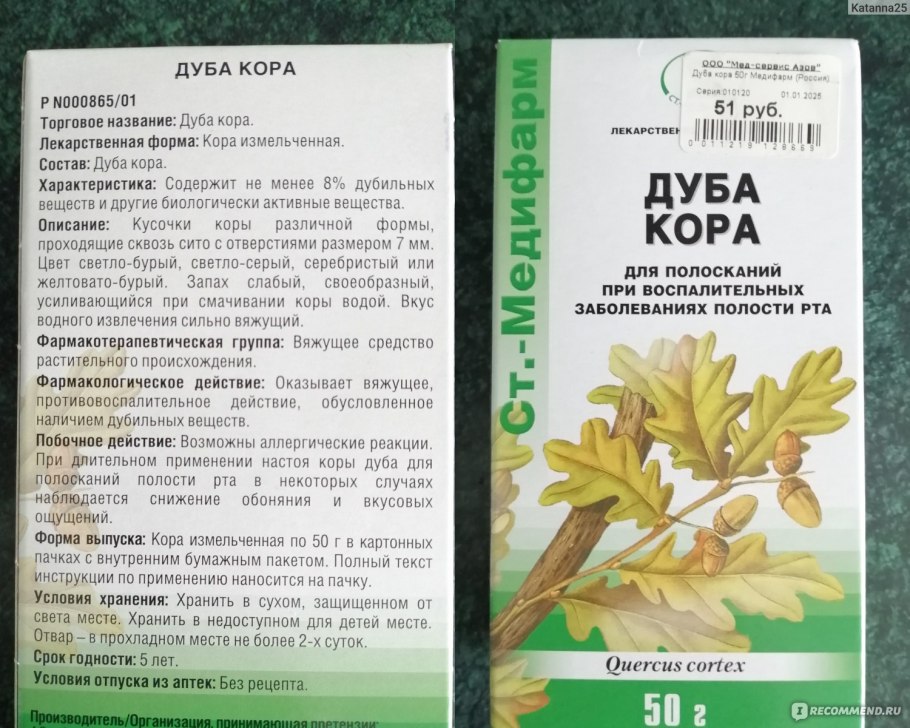 ДУБА КОРА
Р N000865/01
Торговое название: Дуба кора.
Лекарственная форма: Кора измельченная.
Состав: Дуба кора.
Характеристика: Содержит не менее 8% дубильных
веществ и другие биологически активные вещества.
Описание: Кусочки коры различной формы,
проходящие сквозь сито с отверстиями размером 7 мм.
Цвет светло-бурый, светло-серый, серебристый или
желтовато-бурый. Запах слабый, своеобразный,
усиливающийся при смачивании коры водой. Вкус
водного извлечения сильно вяжущий.
Фармакотерапевтическая группа: Вяжущее средство
растительного происхождения.
Фармакологическое действие: Оказывает вяжущее,
противовоспалительное действие, обусловленное
наличием дубильных веществ.
Побочное действие: Возможны аллергические реакции.
При длительном применении настоя коры дуба для
полосканий полости рта в некоторых случаях
наблюдается снижение обоняния и вкусовых
ощущений.
Форма выпуска: Кора измельченная по 50 г в картонных
пачках с внутренним бумажным пакетом. Полный текст
инструкции по применению наносится на пачку.
Условия хранения: Хранить в сухом, защищенном от
света месте. Хранить в недоступном для детей месте.
Отвар – в прохладном месте не более 2-х суток.
Срок годности: 5 лет.
Условия отпуска из аптек: Без рецепта.
Производитель/Организация, принимающая претензии:
Katanna25
Ст.-Медифарм
ООО "Мед-сервис Азов"
Дуба кора 50г Медифарм (Россия)
Серия:010120 01.01.2025
51 руб.
0011219128669
ЛЕКАРСТВЕН
ДУБА
КОРА
ДЛЯ ПОЛОСКАНИЙ
ПРИ ВОСПАЛИТЕЛЬНЫХ
ЗАБОЛЕВАНИЯХ ПОЛОСТИ РТА
Quercus cortex
50 г
IRECOMMEND.RU